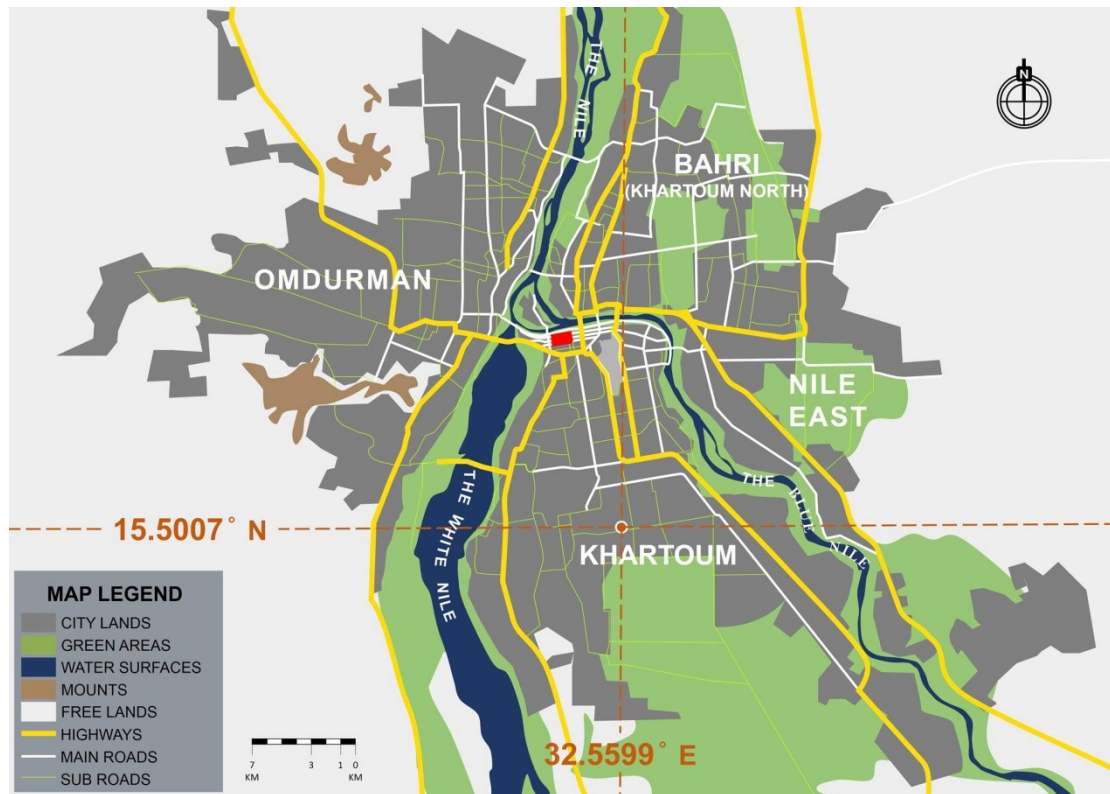 THE NILE
N
BAHRI
(KHARTOUM NORTH)
OMDURMAN
NILE
EAST
THE WHITE NILE
THE BLUE NILE
15.5007° N
KHARTOUM
32.5599° E
MAP LEGEND
CITY LANDS
GREEN AREAS
WATER SURFACES
MOUNTS
FREE LANDS
HIGHWAYS
MAIN ROADS
SUB ROADS
7 3 1 0
KM KM